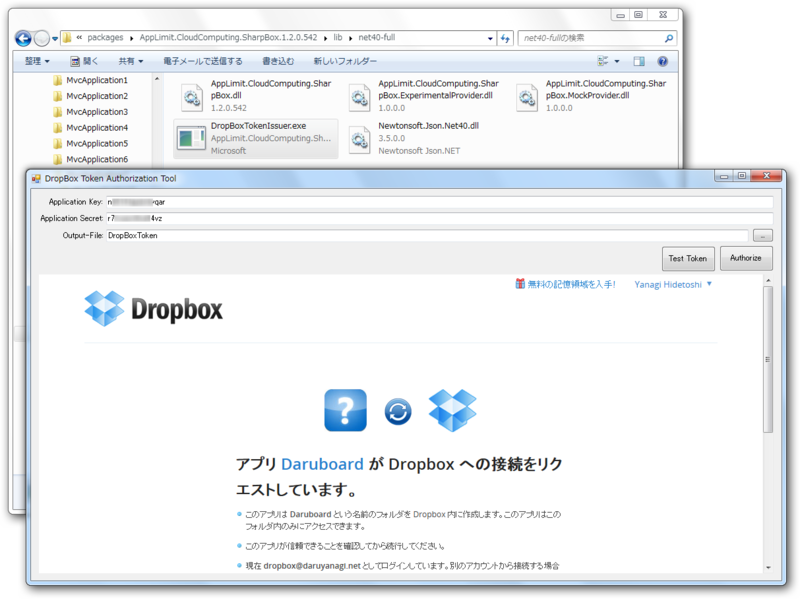 « packages ▸ AppLimit.CloudComputing.SharpBox.1.2.0.542 ▸ lib ▸ net40-full
net40-fullの検索
整理 開く 共有 電子メールで送信する 書き込む 新しいフォルダー
MvcApplication1
MvcApplication2
MvcApplication3
MvcApplication4
MvcApplication5
MvcApplication6
AppLimit.CloudComputing.Shar
pBox.dll
1.2.0.542
AppLimit.CloudComputing.Shar
pBox.ExperimentalProvider.dll
1.0.0.0
AppLimit.CloudComputing.Shar
pBox.MockProvider.dll
1.0.0.0
DropBoxTokenIssuer.exe
AppLimit.CloudComputing.Sh...
Microsoft
Newtonsoft.Json.Net40.dll
3.5.0.0
Newtonsoft Json.NET
DropBox Token Authorization Tool
Application Key: n qar
Application Secret: r7 4vz
Output-File: DropBoxToken ...
Test Token Authorize
無料の記憶領域を入手! Yanagi Hidetoshi
Dropbox
?
アプリ Daruboard が Dropbox への接続をリク
エストしています。
このアプリは Daruboard という名前のフォルダを Dropbox 内に作成します。このアプリはこの
フォルダ内のみにアクセスできます。
このアプリが信頼できることを確認してから続行してください。
現在 dropbox@daruyanagi.net としてログインしています。別のアカウントから接続する場合